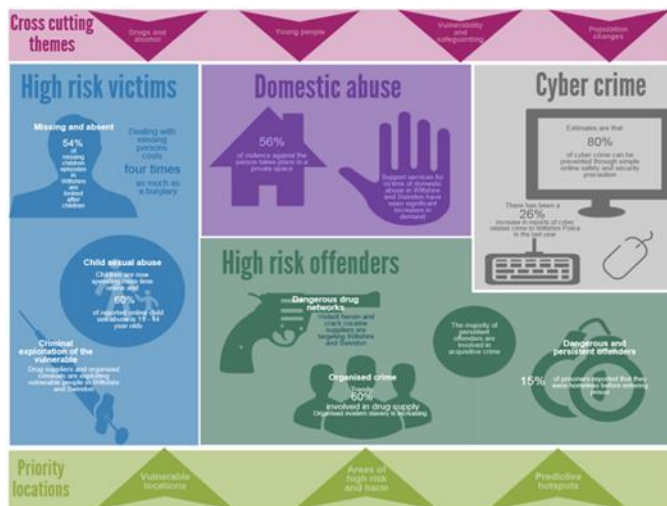 Cross cutting
themes
Drugs and
alcohol
Young people
Vulnerability
and
safeguarding
Population
changes
High risk victims
Missing and absent
54%
of
missing
children
episodes
in
Wiltshire
are
looked
after
children
Dealing with
missing
persons
costs
four times
as much as
a burglary
Child sexual abuse
Children are now
spending more time
online and
60%
of reported online child
sex abuse is 11 - 14
year olds
Criminal
exploitation of the
vulnerable
Drug suppliers and organised
criminals are exploiting
vulnerable people in Wiltshire
and Swindon
Domestic abuse
56%
of violence against the
person takes place in a
private space
Support services for
victims of domestic
abuse in Wiltshire
and Swindon have
seen significant
increase in
demand
Cyber crime
Estimates are that
80%
of cyber crime can be
prevented through simple
online safety and security
precaution
There has been a
26%
increase in reports of cyber
related crime to Wiltshire Police
in the last year
High risk offenders
Dangerous drug
networks
Violent heroin and
crack cocaine
suppliers are
targeting Wiltshire
and Swindon
Organised crime
60%
involved in drug supply
Organised modern slavery is increasing
The majority of
persistent
offenders are
involved in
acquisitive crime
Dangerous and
persistent offenders
15%
of prisoners reported that they
were homeless before entering
prison
Priority
locations
Vulnerable
locations
Areas of
high risk
and harm
Predictive
hotspots